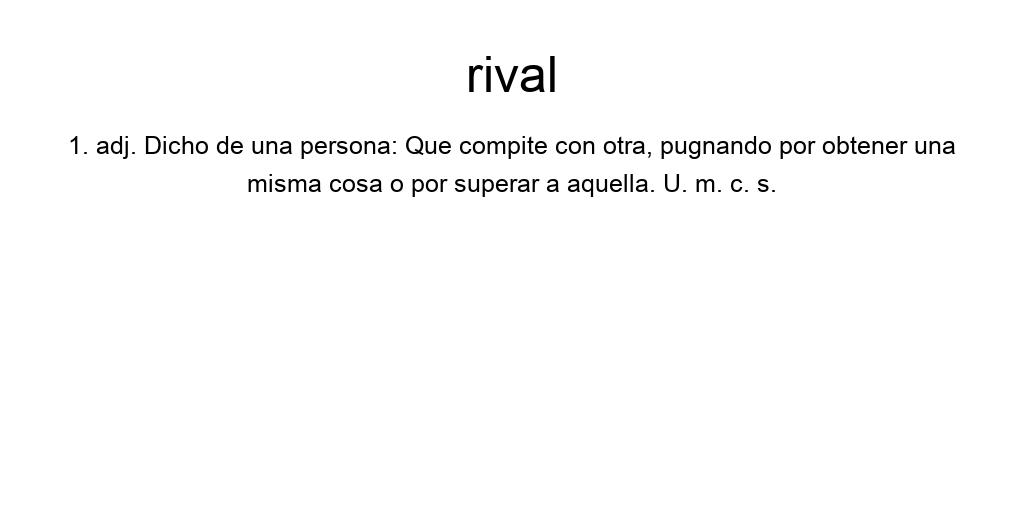 rival
1. adj. Dicho de una persona: Que compite con otra, pugnando por obtener una
misma cosa o por superar a aquella. U. m. c. s.